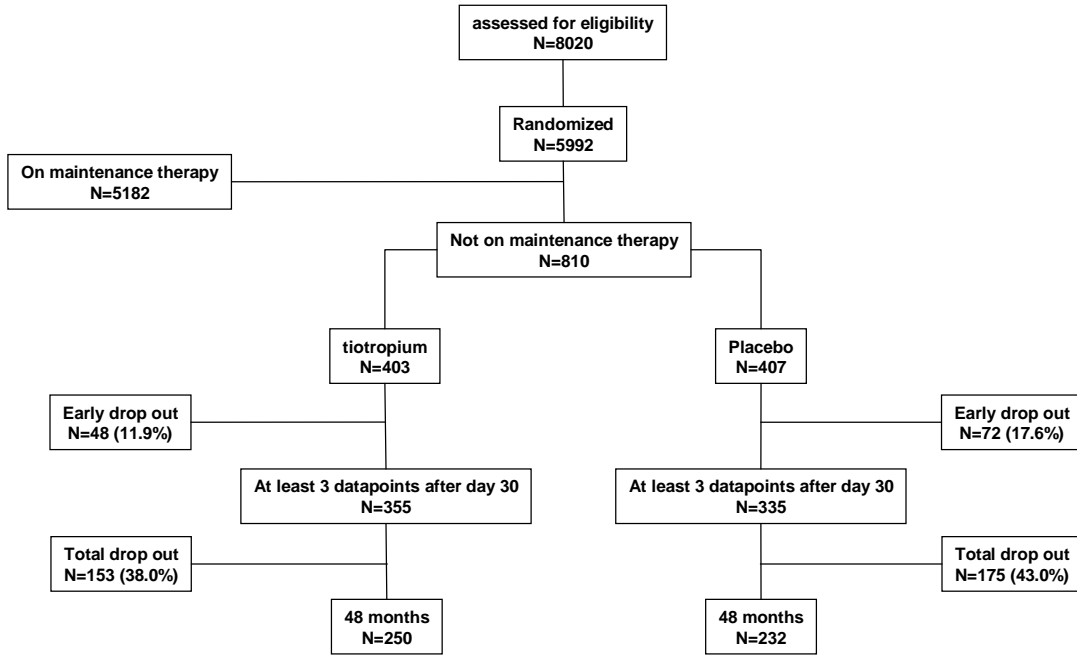 assessed for eligibility
N=8020
Randomized
N=5992
On maintenance therapy
N=5182
Not on maintenance therapy
N=810
tiotropium
N=403
Placebo
N=407
Early drop out
N=48 (11.9%)
Early drop out
N=72 (17.6%)
At least 3 datapoints after day 30
N=355
At least 3 datapoints after day 30
N=335
Total drop out
N=153 (38.0%)
Total drop out
N=175 (43.0%)
48 months
N=250
48 months
N=232